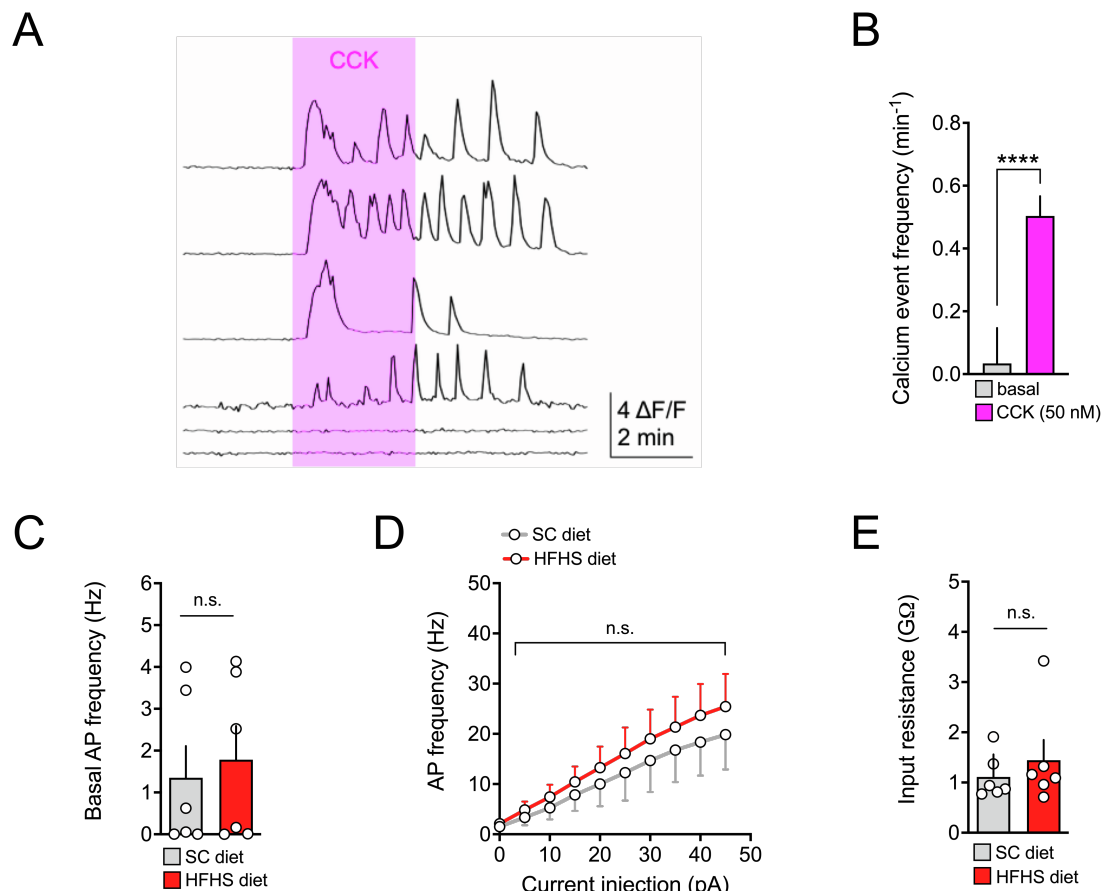 A
CCK
4 ΔF/F
2 min
B
Calcium event frequency (min-1)
0.8
0.6
0.4
0.2
0.0
****
basal
CCK (50 nM)
C
Basal AP frequency (Hz)
6
5
4
3
2
1
0
n.s.
SC diet
HFHS diet
D
SC diet
HFHS diet
AP frequency (Hz)
50
40
30
20
10
0
n.s.
0 10 20 30 40 50
Current injection (pA)
E
Input resistance (GΩ)
5
4
3
2
1
0
n.s.
SC diet
HFHS diet